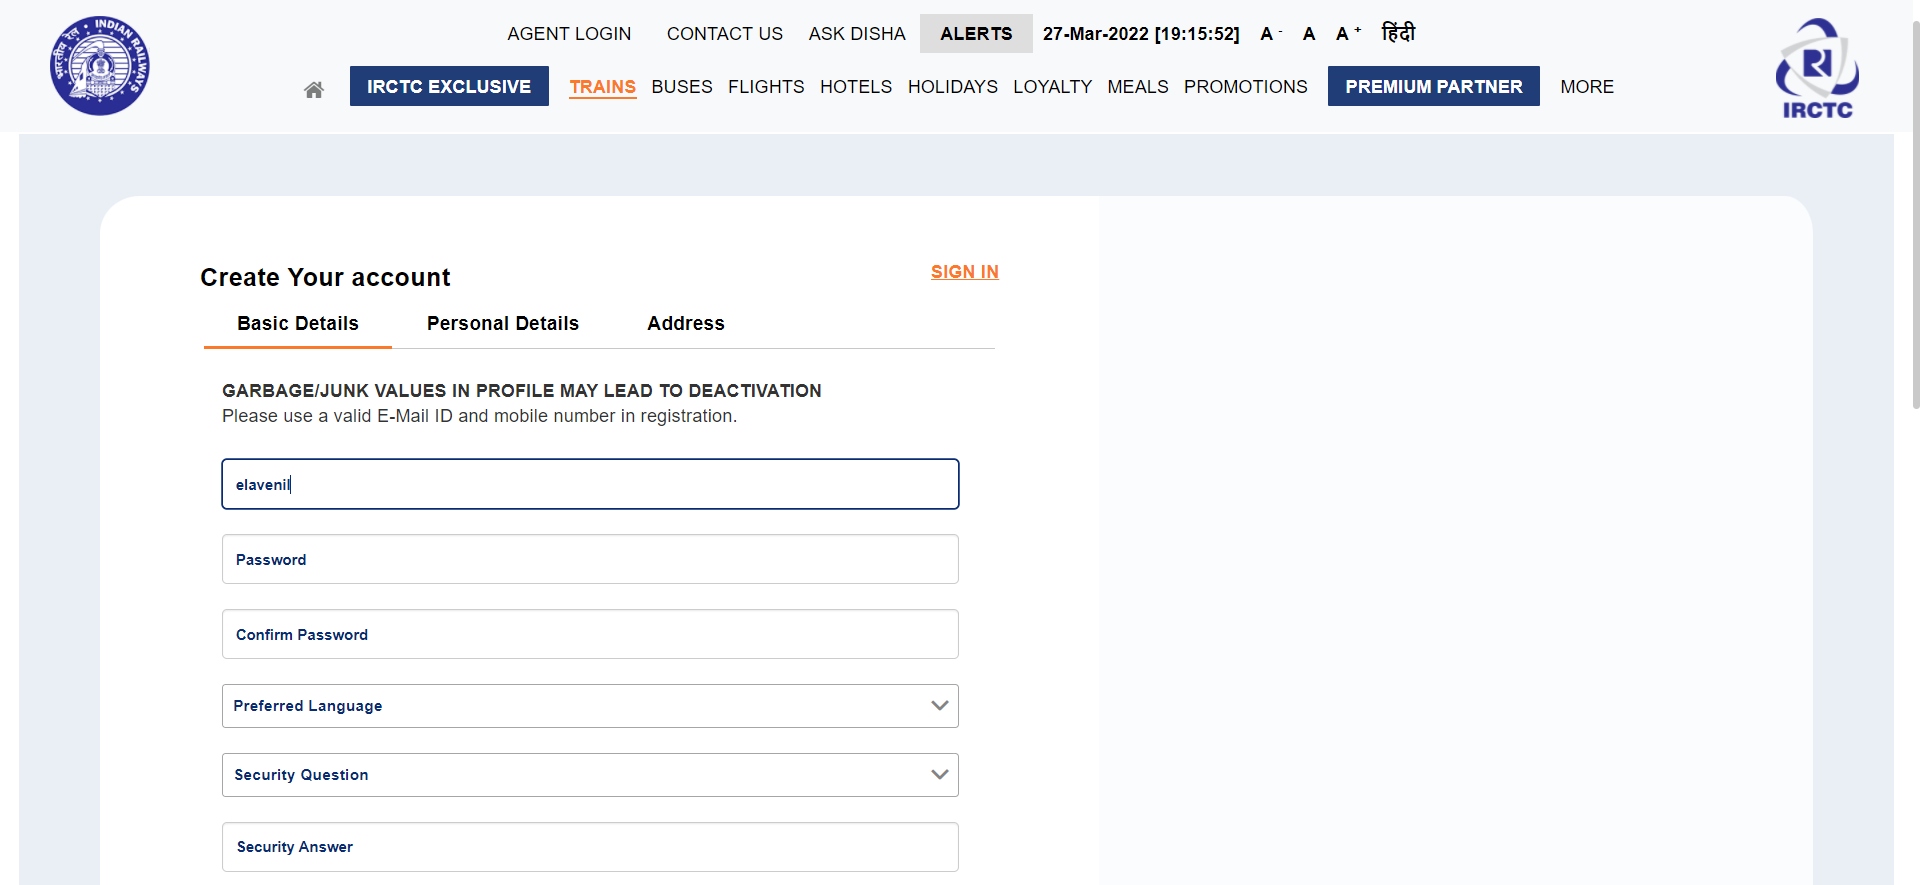 AGENT LOGIN CONTACT US ASK DISHA ALERTS 27-Mar-2022 [19:15:52] A - A A + हिंदी
भारतीय रेल INDIAN RAILWAYS
IRCTC EXCLUSIVE TRAINS BUSES FLIGHTS HOTELS HOLIDAYS LOYALTY MEALS PROMOTIONS PREMIUM PARTNER MORE
IRCTC
Create Your account SIGN IN
Basic Details Personal Details Address
GARBAGE/JUNK VALUES IN PROFILE MAY LEAD TO DEACTIVATION
Please use a valid E-Mail ID and mobile number in registration.
elavenil
Password
Confirm Password
Preferred Language
Security Question
Security Answer